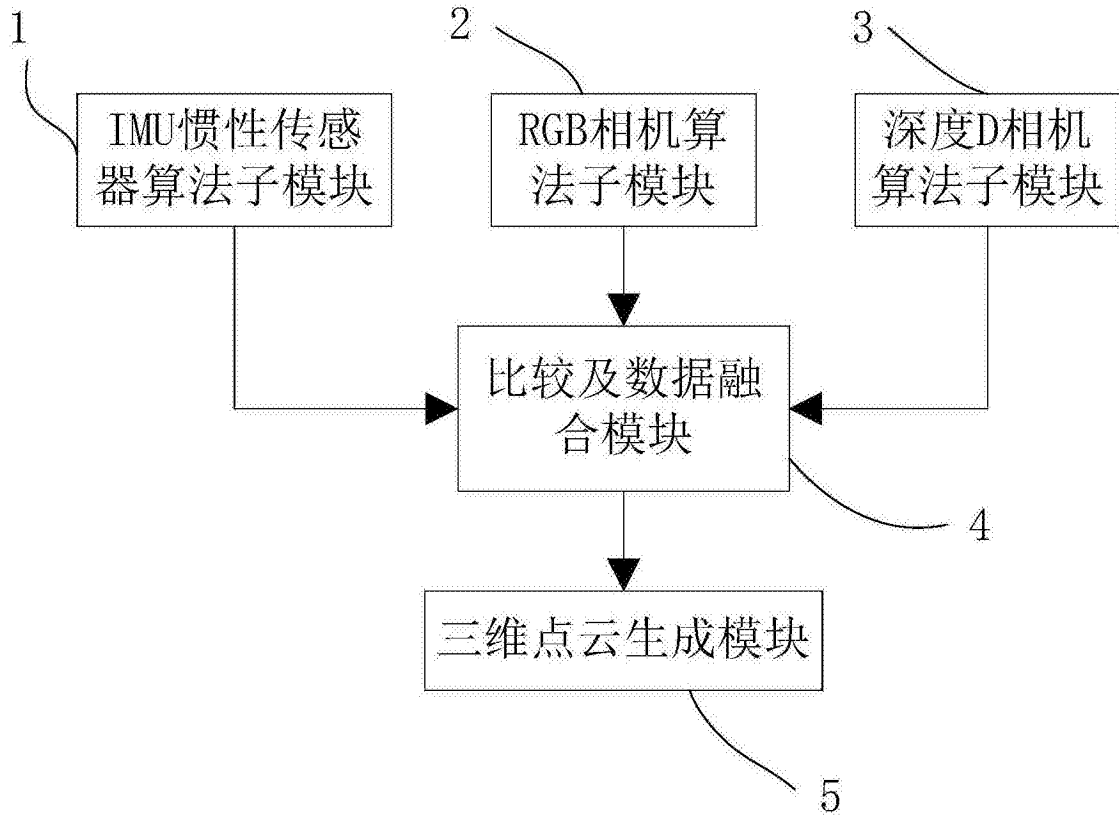 1
2
3
IMU惯性传感
器算法子模块
RGB相机算
法子模块
深度D相机
算法子模块
比较及数据融
合模块
4
三维点云生成模块
5